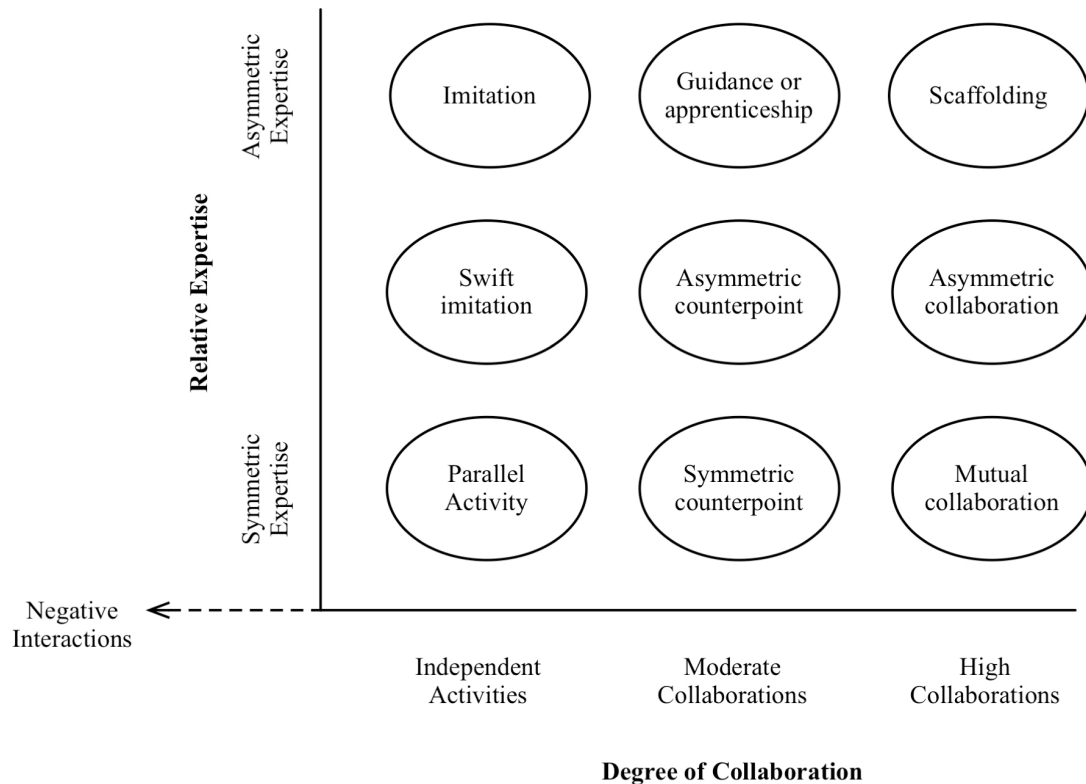 Asymmetric
Expertise
Imitation
Guidance or
apprenticeship
Scaffolding
Relative Expertise
Swift
imitation
Asymmetric
counterpoint
Asymmetric
collaboration
Symmetric
Expertise
Parallel
Activity
Symmetric
counterpoint
Mutual
collaboration
Negative
Interactions
Independent
Activities
Moderate
Collaborations
High
Collaborations
Degree of Collaboration